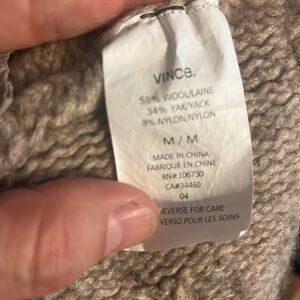 VINCE.
58% WOOL/LAINE
34% YAK/YACK
8% NYLON/NYLON
M / M
MADE IN CHINA
FABRIQUÉ EN CHINE
RN# 106730
CA# 34460
04
REVERSE FOR CARE
VERSO POUR LES SOINS